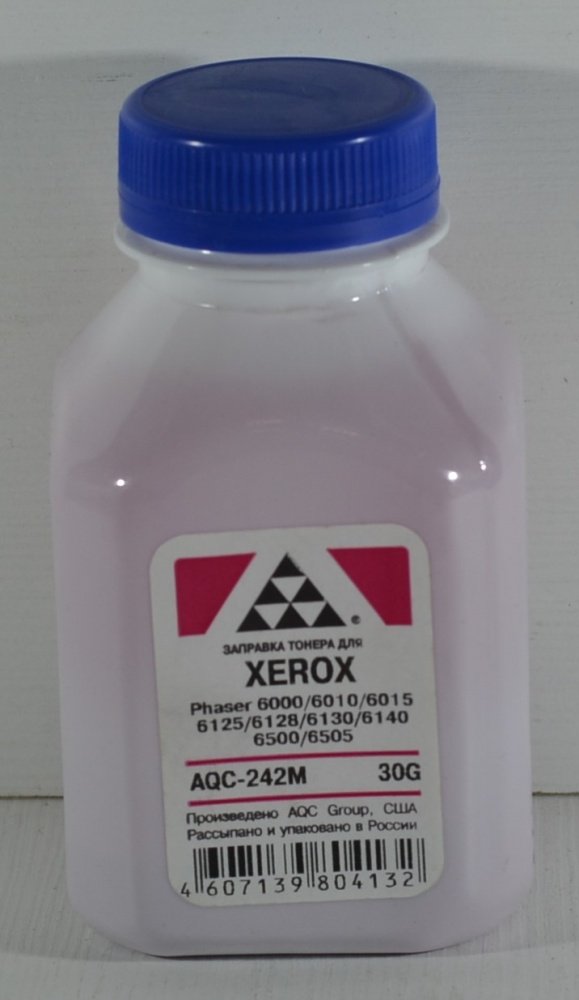 ®
ЗАПРАВКА ТОНЕРА ДЛЯ
XEROX
Phaser 6000/6010/6015
6125/6128/6130/6140
6500/6505
AQC-242M 30G
Произведено AQC Group, США
Рассыпано и упаковано в России
4 607139 804132